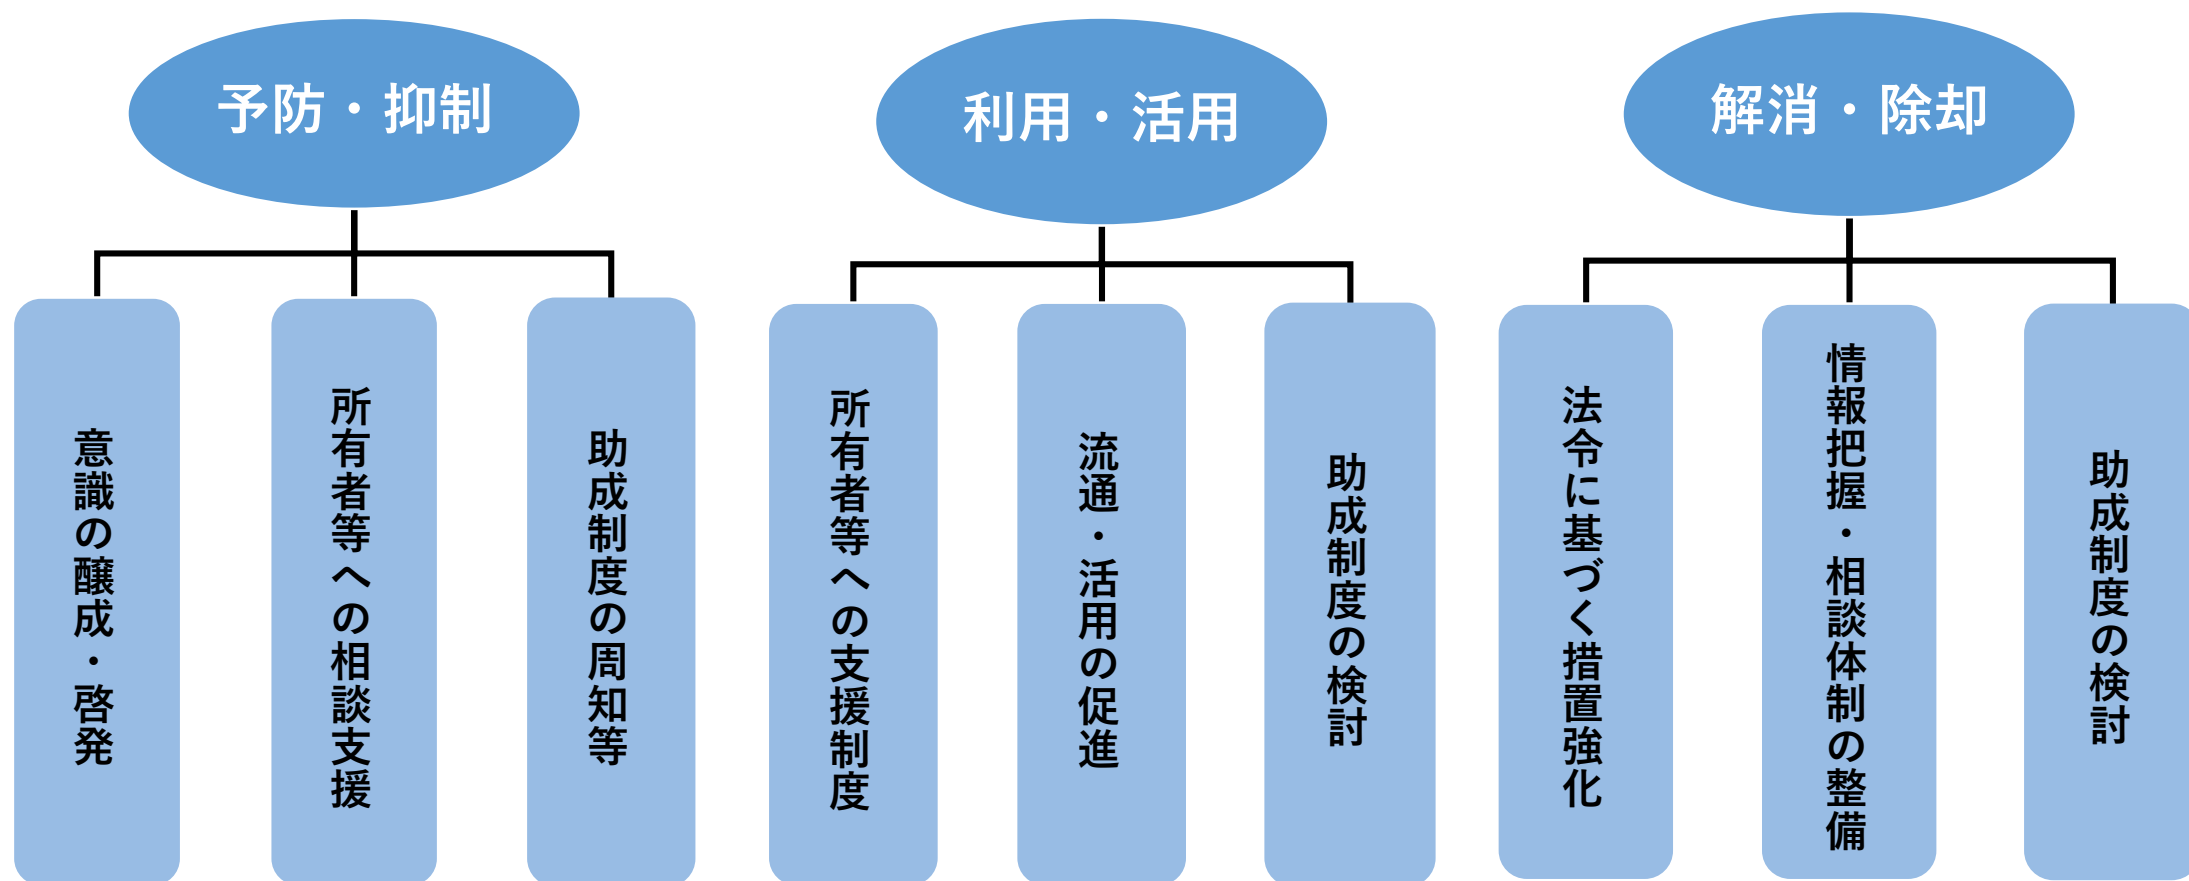 予防・抑制
意識の醸成・啓発
所有者等への相談支援
助成制度の周知等
利用・活用
所有者等への支援制度
流通・活用の促進
助成制度の検討
解消・除却
法令に基づく措置強化
情報把握・相談体制の整備
助成制度の検討